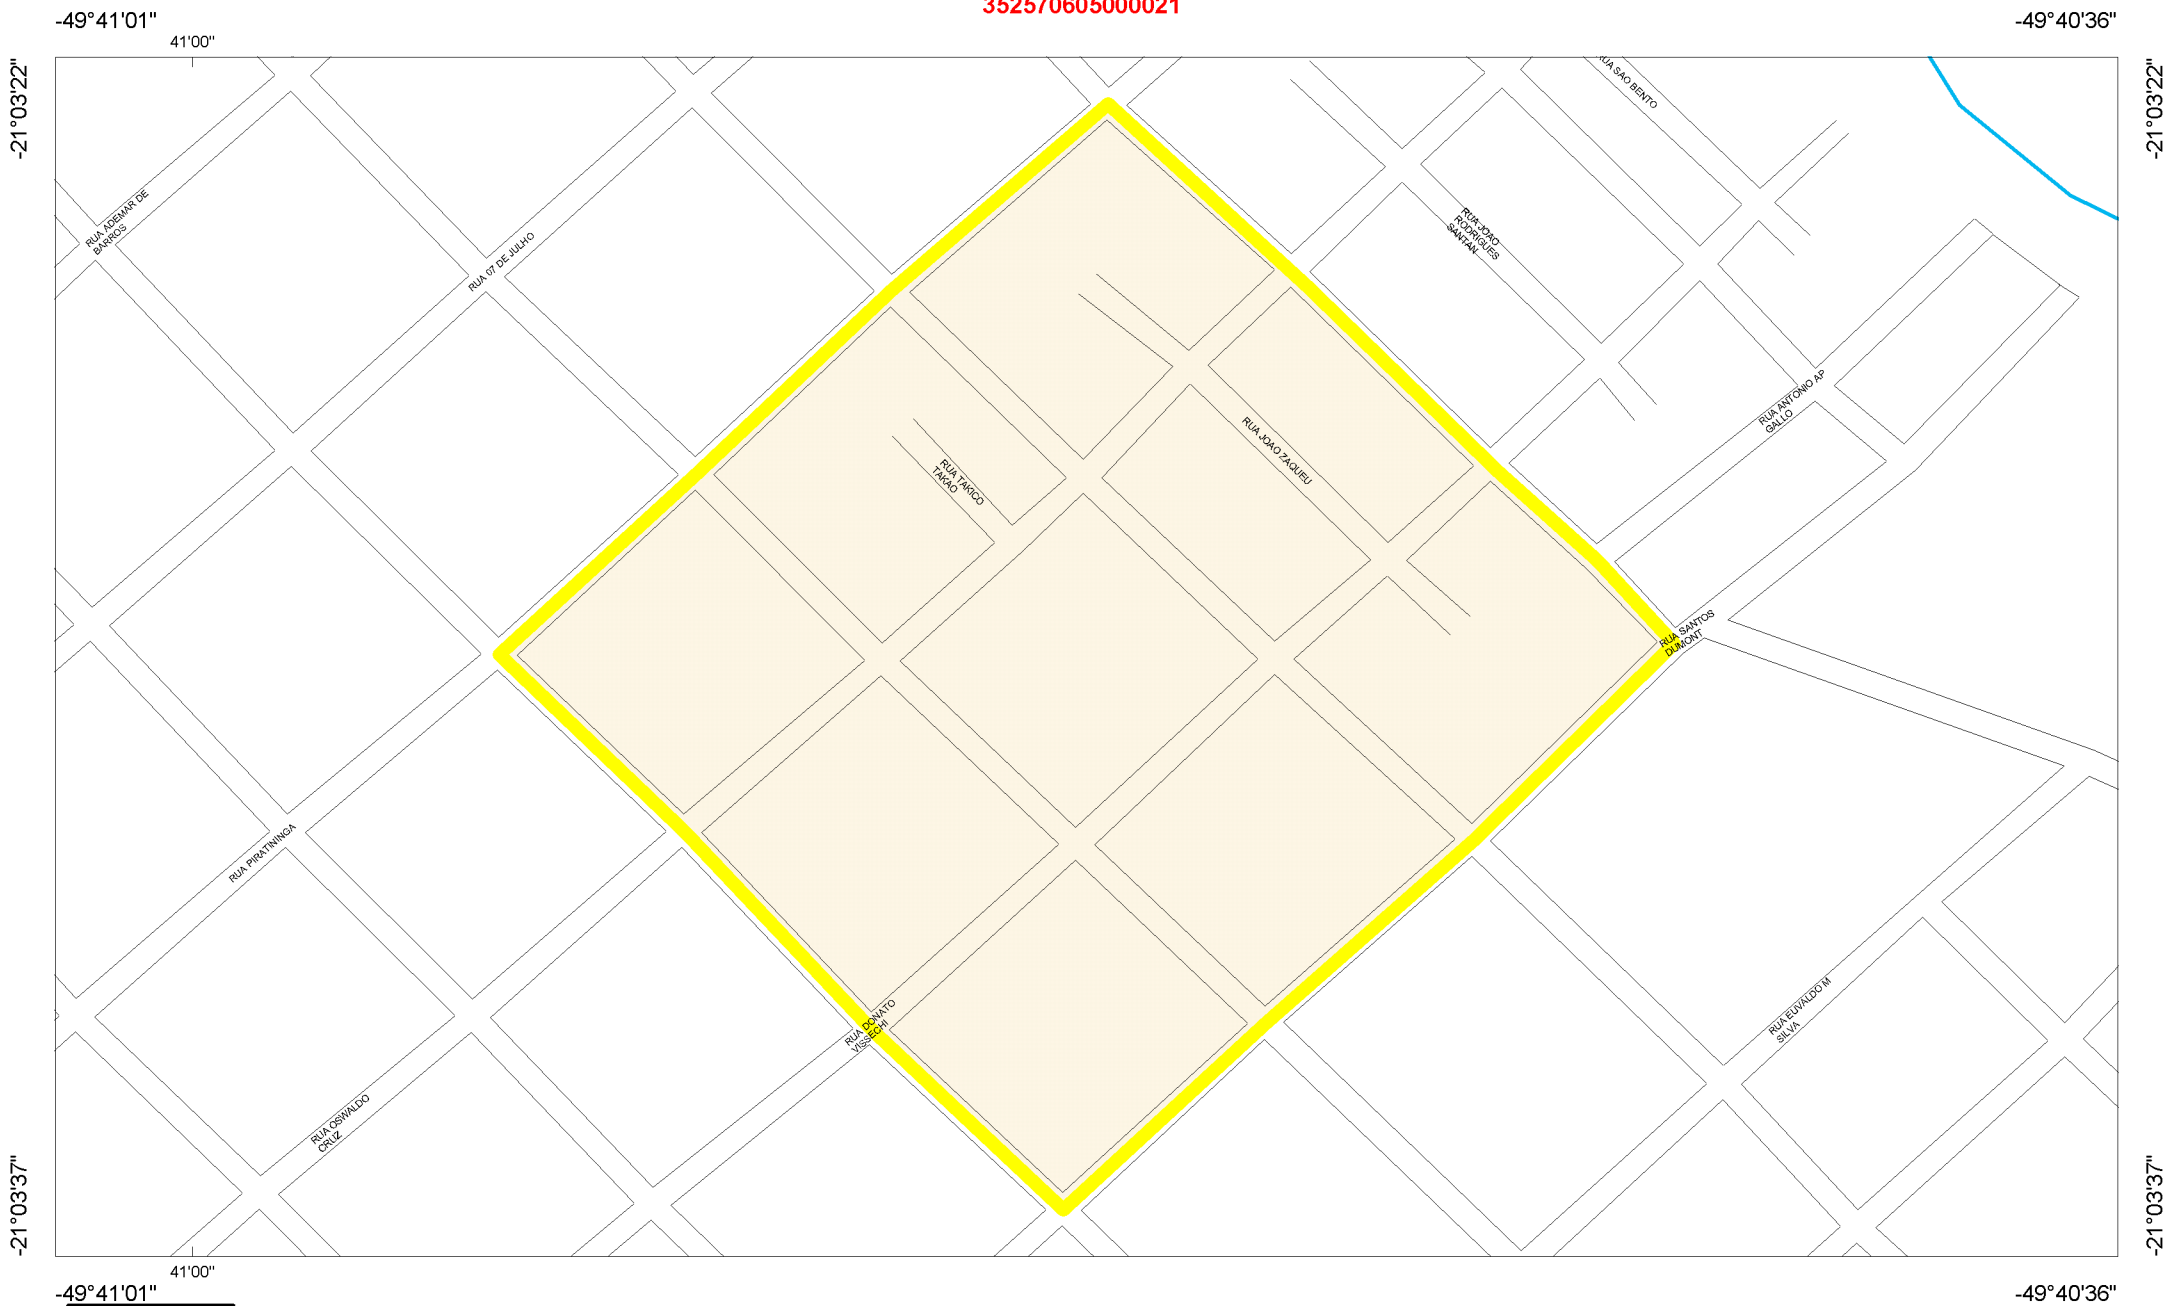 352570605000021
-49°41'01"
-49°40'36"
41'00"
-21°03'22"
-21°03'22"
RUA SAO BENTO
RUA ADEMAR DE
BARROS
RUA 07 DE JULHO
RUA JOAO
RODRIGUES
SANTAN
RUA ANTONIO AP
GALLO
RUA JOAO ZAQUEU
RUA TAKICO
TAKAO
RUA SANTOS
DUMONT
RUA PIRATININGA
RUA DONATO
VISSECHI
RUA EUVALDO M
SILVA
RUA OSWALDO
CRUZ
-21°03'37"
-21°03'37"
41'00"
-49°41'01"
-49°40'36"